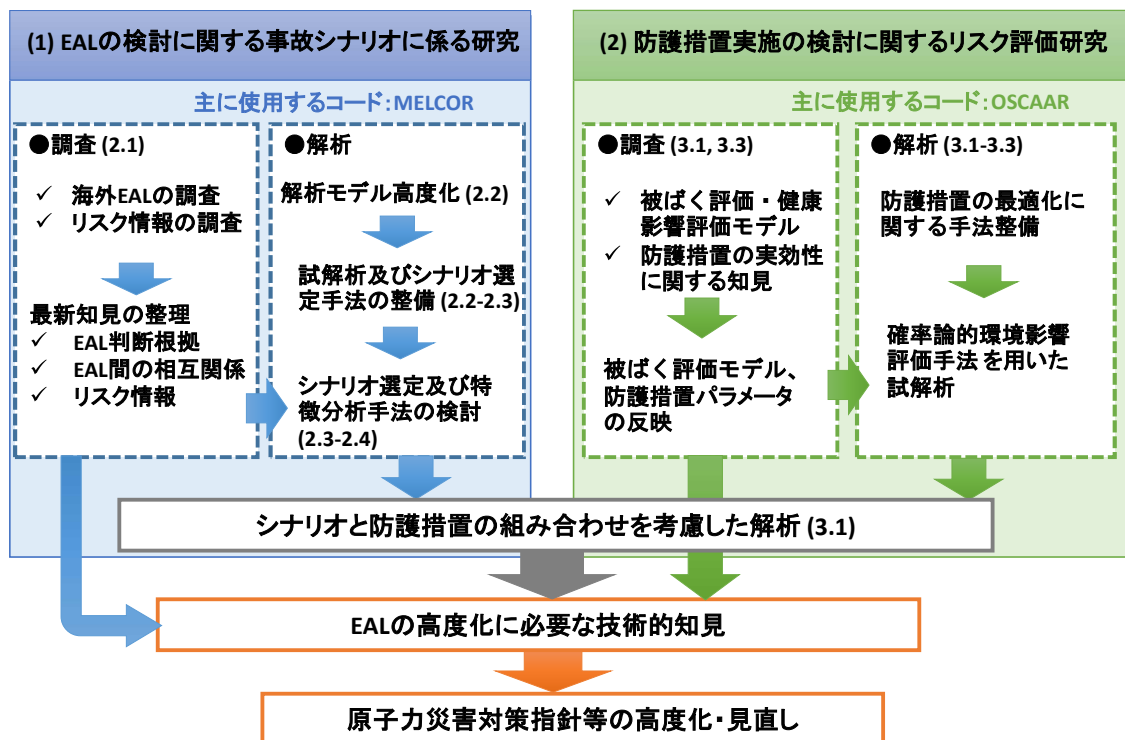 (1) EALの検討に関する事故シナリオに係る研究
主に使用するコード：MELCOR
●調査 (2.1)
✓ 海外EALの調査
✓ リスク情報の調査
最新知見の整理
✓ EAL判断根拠
✓ EAL間の相互関係
✓ リスク情報
●解析
解析モデル高度化 (2.2)
試解析及びシナリオ選
定手法の整備 (2.2-2.3)
シナリオ選定及び特
徴分析手法の検討
(2.3-2.4)
(2) 防護措置実施の検討に関するリスク評価研究
主に使用するコード：OSCAAR
●調査 (3.1, 3.3)
✓ 被ばく評価・健康
影響評価モデル
✓ 防護措置の実効性
に関する知見
被ばく評価モデル、
防護措置パラメータ
の反映
●解析 (3.1-3.3)
防護措置の最適化に
関する手法整備
確率論的環境影響
評価手法 を用いた
試解析
シナリオと防護措置の組み合わせを考慮した解析 (3.1)
EALの高度化に必要な技術的知見
原子力災害対策指針等の高度化・見直し